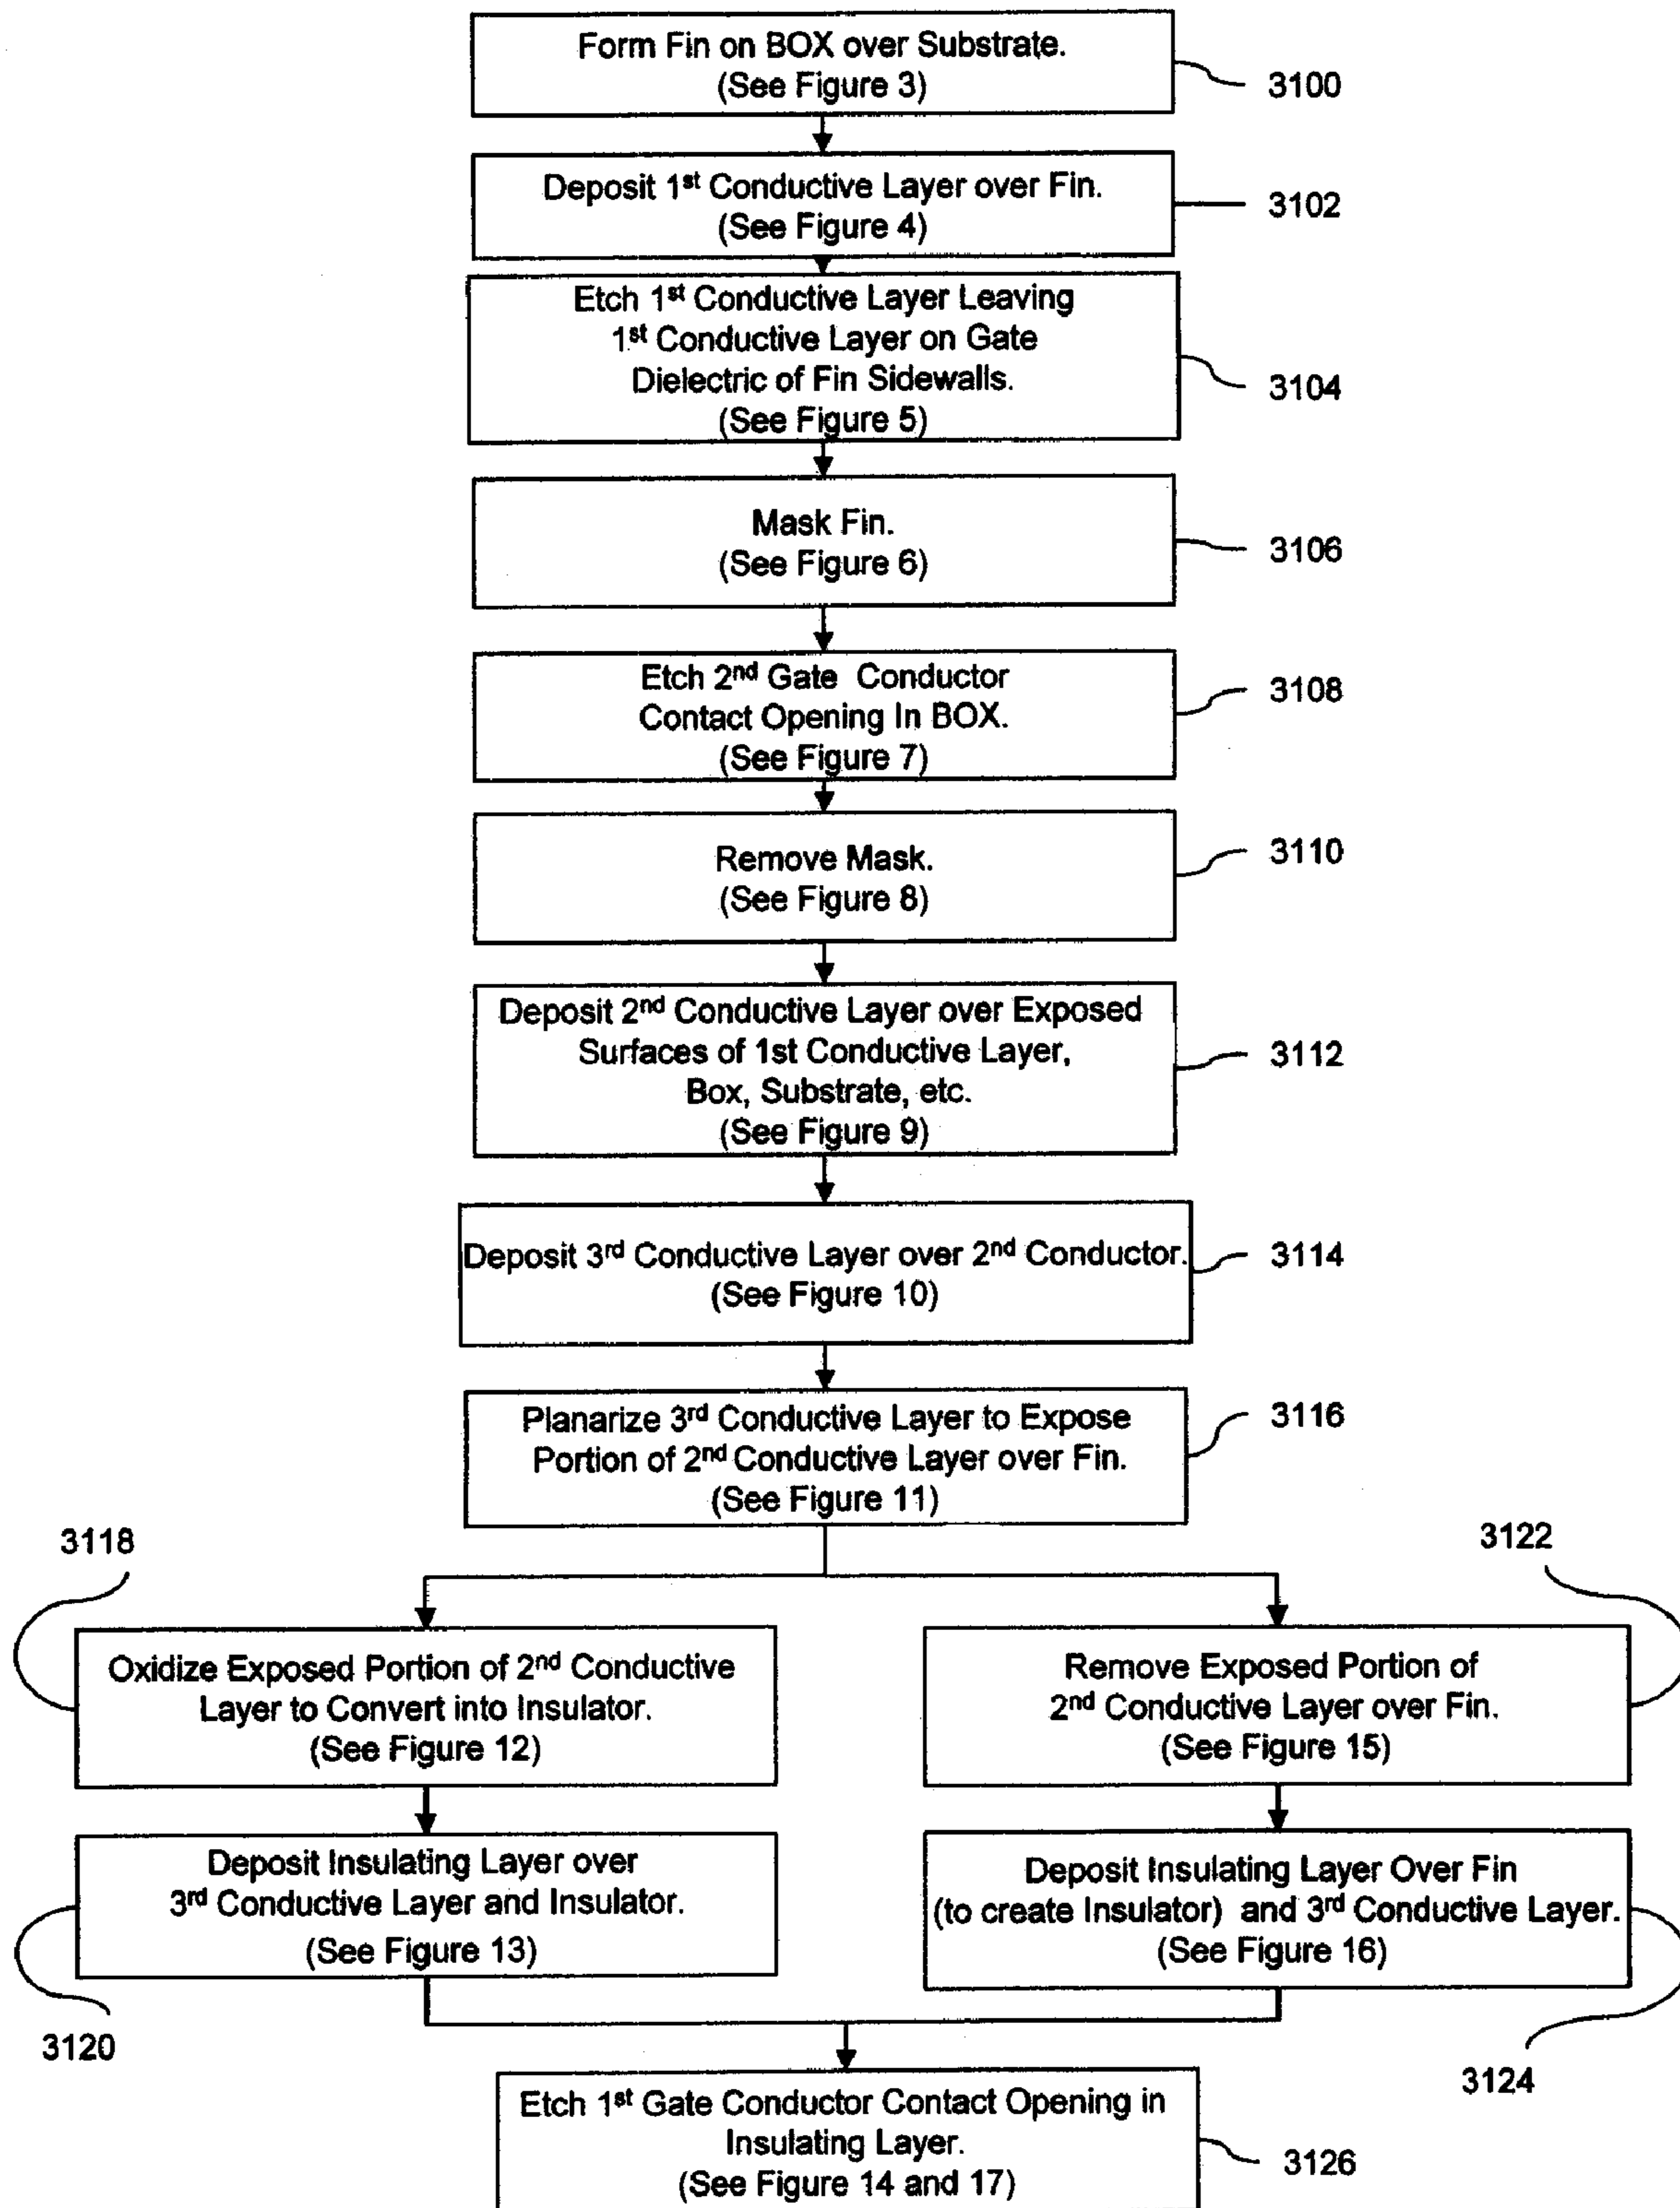 Form Fin on BOX over Substrate.
(See Figure 3)
3100
Deposit 1st Conductive Layer over Fin.
(See Figure 4)
3102
Etch 1st Conductive Layer Leaving
1st Conductive Layer on Gate
Dielectric of Fin Sidewalls.
(See Figure 5)
3104
Mask Fin.
(See Figure 6)
3106
Etch 2nd Gate Conductor
Contact Opening In BOX.
(See Figure 7)
3108
Remove Mask.
(See Figure 8)
3110
Deposit 2nd Conductive Layer over Exposed
Surfaces of 1st Conductive Layer,
Box, Substrate, etc.
(See Figure 9)
3112
Deposit 3rd Conductive Layer over 2nd Conductor.
(See Figure 10)
3114
Planarize 3rd Conductive Layer to Expose
Portion of 2nd Conductive Layer over Fin.
(See Figure 11)
3116
3118
Oxidize Exposed Portion of 2nd Conductive
Layer to Convert into Insulator.
(See Figure 12)
3122
Remove Exposed Portion of
2nd Conductive Layer over Fin.
(See Figure 15)
Deposit Insulating Layer over
3rd Conductive Layer and Insulator.
(See Figure 13)
3120
Deposit Insulating Layer Over Fin
(to create Insulator) and 3rd Conductive Layer.
(See Figure 16)
3124
Etch 1st Gate Conductor Contact Opening in
Insulating Layer.
(See Figure 14 and 17)
3126